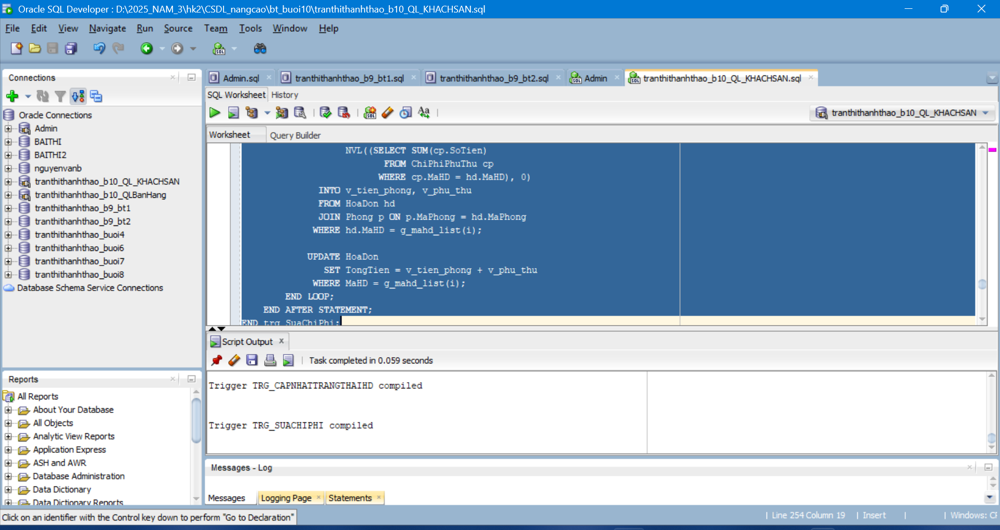 Oracle SQL Developer : D:\2025_NAM_3\hk2\CSDL_nangcao\bt_buoi10\tranthithanhthao_b10_QL_KHACHSAN.sql
File Edit View Navigate Run Source Team Tools Window Help
Connections
Oracle Connections
Admin
BAITHI
BAITHI2
nguyenvanb
tranthithanhthao_b10_QL_KHACHSAN
tranthithanhthao_b10_QLBanHang
tranthithanhthao_b9_bt1
tranthithanhthao_b9_bt2
tranthithanhthao_buoi4
tranthithanhthao_buoi6
tranthithanhthao_buoi7
tranthithanhthao_buoi8
Database Schema Service Connections
Reports
All Reports
About Your Database
All Objects
Analytic View Reports
Application Express
ASH and AWR
Database Administration
Data Dictionary
Data Dictionary Reports
Admin.sql tranthithanhthao_b9_bt1.sql tranthithanhthao_b9_bt2.sql Admin tranthithanhthao_b10_QL_KHACHSAN.sql
SQL Worksheet History
tranthithanhthao_b10_QL_KHACHSAN
Worksheet Query Builder
NVL((SELECT SUM(cp.SoTien)
FROM ChiPhiPhuThu cp
WHERE cp.MaHD = hd.MaHD), 0)
INTO v_tien_phong, v_phu_thu
FROM HoaDon hd
JOIN Phong p ON p.MaPhong = hd.MaPhong
WHERE hd.MaHD = g_mahd_list(i);
UPDATE HoaDon
SET TongTien = v_tien_phong + v_phu_thu
WHERE MaHD = g_mahd_list(i);
END LOOP;
END AFTER STATEMENT;
END trg_SuaChiPhi;
Script Output
Task completed in 0.059 seconds
Trigger TRG_CAPNHATTRANGTHAIHD compiled
Trigger TRG_SUACHIPHI compiled
Messages - Log
Messages Logging Page Statements
Click on an identifier with the Control key down to perform "Go to Declaration"
Line 254 Column 19 | Insert | | Windows: CF